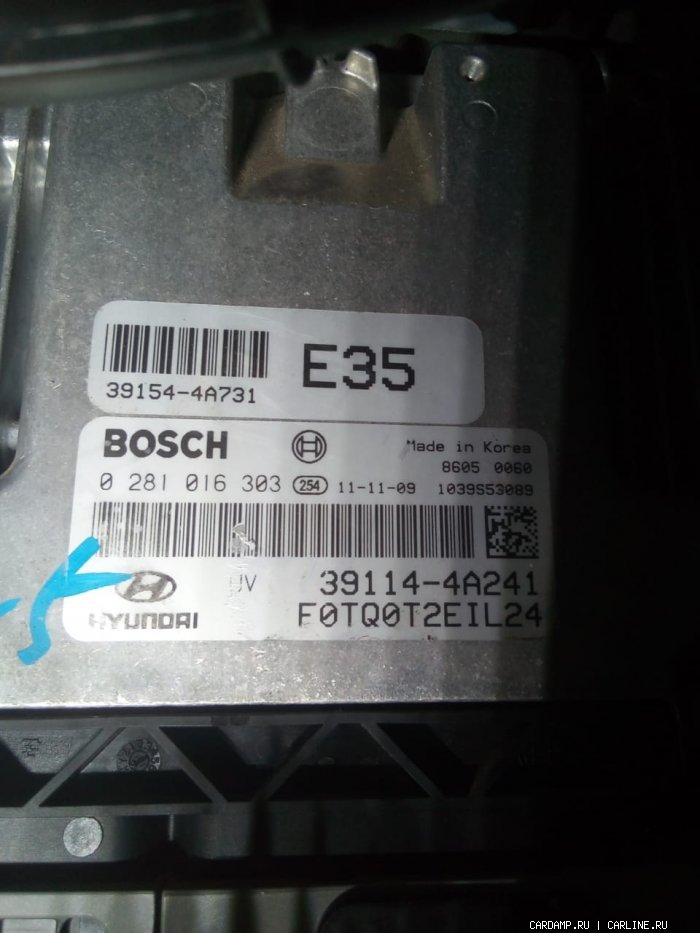 E35
39154-4A731
BOSCH
Made in Korea
8605 0060
0 281 016 303 254 11-11-09 1039S53089
39114-4A241
HYUNDAI
F0TQ0T2EIL24
CARDAMP.RU | CARLINE.RU